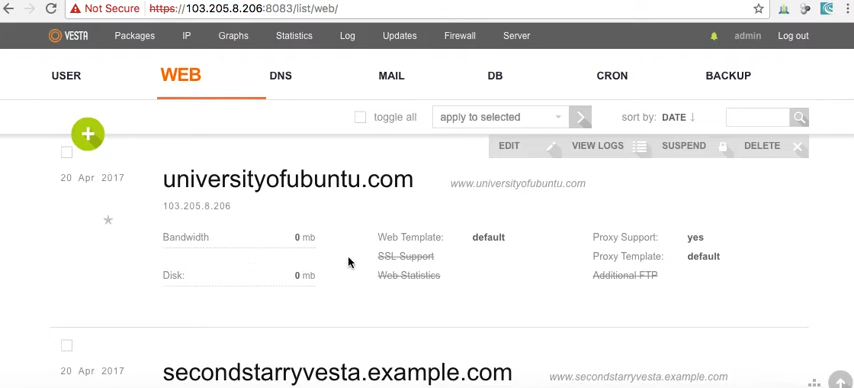 Not Secure https://103.205.8.206:8083/list/web/
VESTA Packages IP Graphs Statistics Log Updates Firewall Server admin Log out
USER WEB DNS MAIL DB CRON BACKUP
toggle all apply to selected sort by: DATE ↓
EDIT VIEW LOGS SUSPEND DELETE
20 Apr 2017 universityofubuntu.com www.universityofubuntu.com
103.205.8.206
Bandwidth 0 mb Web Template: default Proxy Support: yes
SSL Support Proxy Template: default
Disk: 0 mb Web Statistics Additional FTP
20 Apr 2017 secondstarryvesta.example.com www.secondstarryvesta.example.com